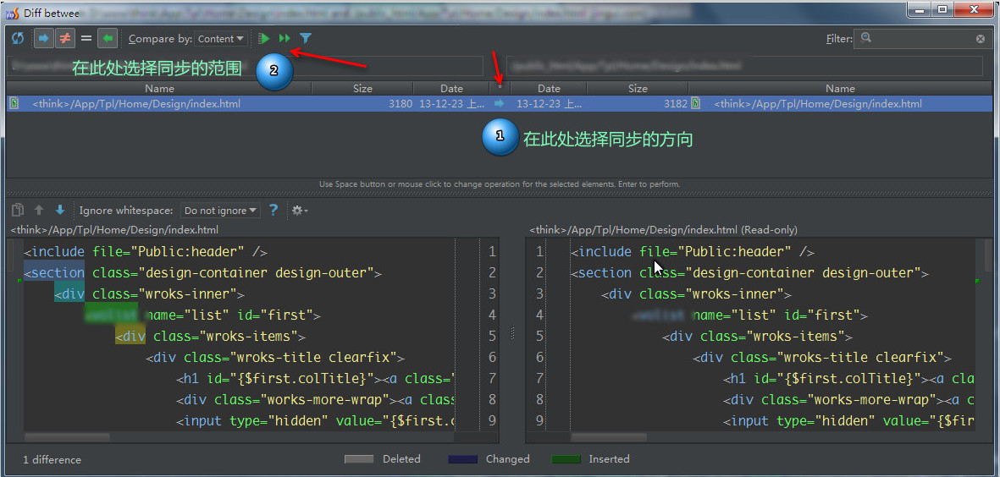 Diff betwee
Compare by: Content
Filter:
在此处选择同步的范围
2
Name Size Date * Date Size Name
<think>/App/Tpl/Home/Design/index.html 3180 13-12-23 上... 13-12-23 上... 3182 <think>/App/Tpl/Home/Design/index.html
1
在此处选择同步的方向
Use Space button or mouse click to change operation for the selected elements. Enter to perform.
Ignore whitespace: Do not ignore ?
<think>/App/Tpl/Home/Design/index.html
<include file="Public:header" /> 1
<section class="design-container design-outer"> 2
<div class="wroks-inner"> 3
name="list" id="first"> 4
<div class="wroks-items"> 5
<div class="wroks-title clearfix"> 6
<h1 id="{$first.colTitle}"><a class=" 7
<div class="works-more-wrap"><a clas 8
<input type="hidden" value="{$first.c 9
<think>/App/Tpl/Home/Design/index.html (Read-only)
1 <include file="Public:header" />
2 <section class="design-container design-outer">
3 <div class="wroks-inner">
4 name="list" id="first">
5 <div class="wroks-items">
6 <div class="wroks-title clearfix">
7 <h1 id="{$first.colTitle}"><a cla
8 <div class="works-more-wrap"><a c
9 <input type="hidden" value="{$fir
1 difference
Deleted Changed Inserted